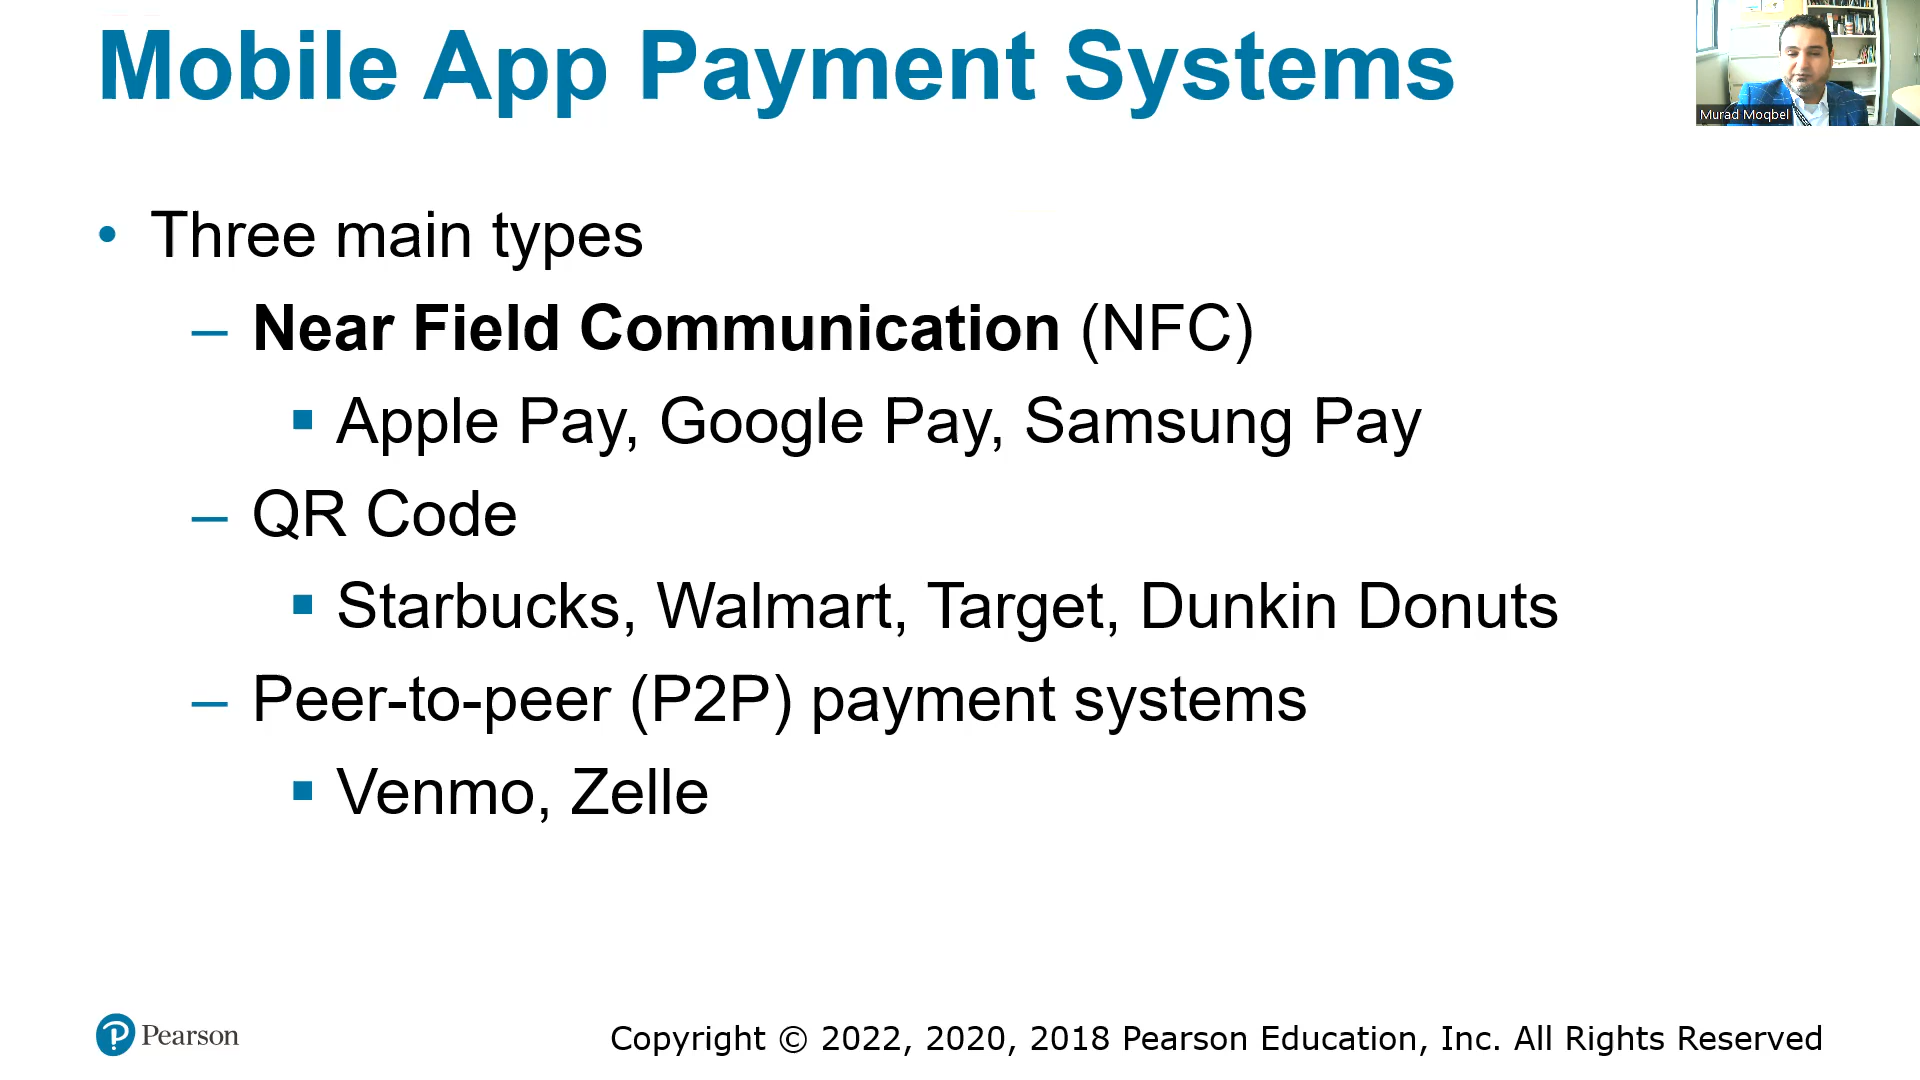 Mobile App Payment Systems
Murad Moqbel
• Three main types
– Near Field Communication (NFC)
▪ Apple Pay, Google Pay, Samsung Pay
– QR Code
▪ Starbucks, Walmart, Target, Dunkin Donuts
– Peer-to-peer (P2P) payment systems
▪ Venmo, Zelle
Pearson
Copyright © 2022, 2020, 2018 Pearson Education, Inc. All Rights Reserved